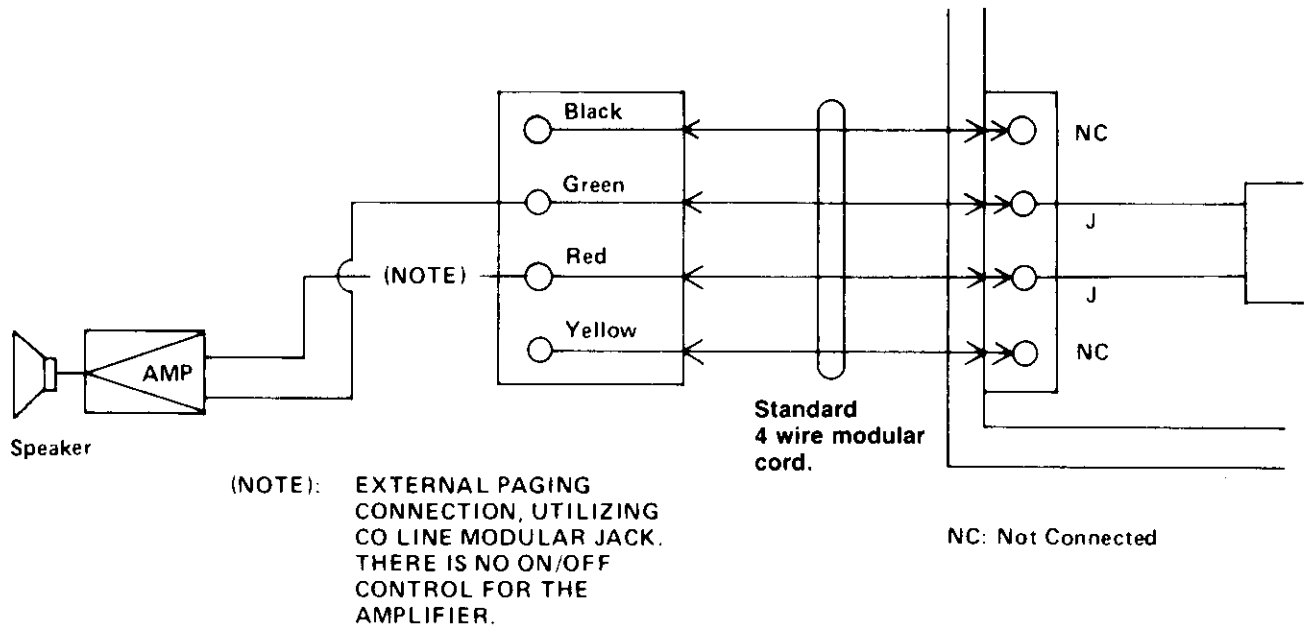 Black
NC
Green
J
Red
(NOTE)
J
Yellow
NC
AMP
Speaker
Standard
4 wire modular
cord.
(NOTE): EXTERNAL PAGING
CONNECTION, UTILIZING
CO LINE MODULAR JACK.
THERE IS NO ON/OFF
CONTROL FOR THE
AMPLIFIER.
NC: Not Connected